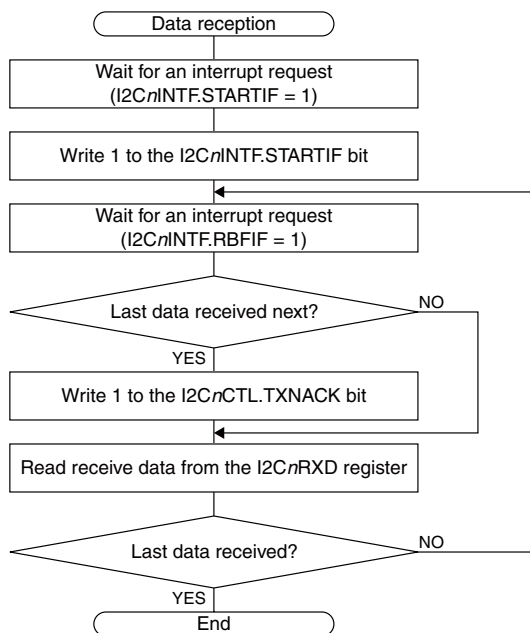 Data reception
Wait for an interrupt request
(I2CnINTF.STARTIF = 1)
Write 1 to the I2CnINTF.STARTIF bit
Wait for an interrupt request
(I2CnINTF.RBFIF = 1)
Last data received next?
NO
YES
Write 1 to the I2CnCTL.TXNACK bit
Read receive data from the I2CnRXD register
Last data received?
NO
YES
End